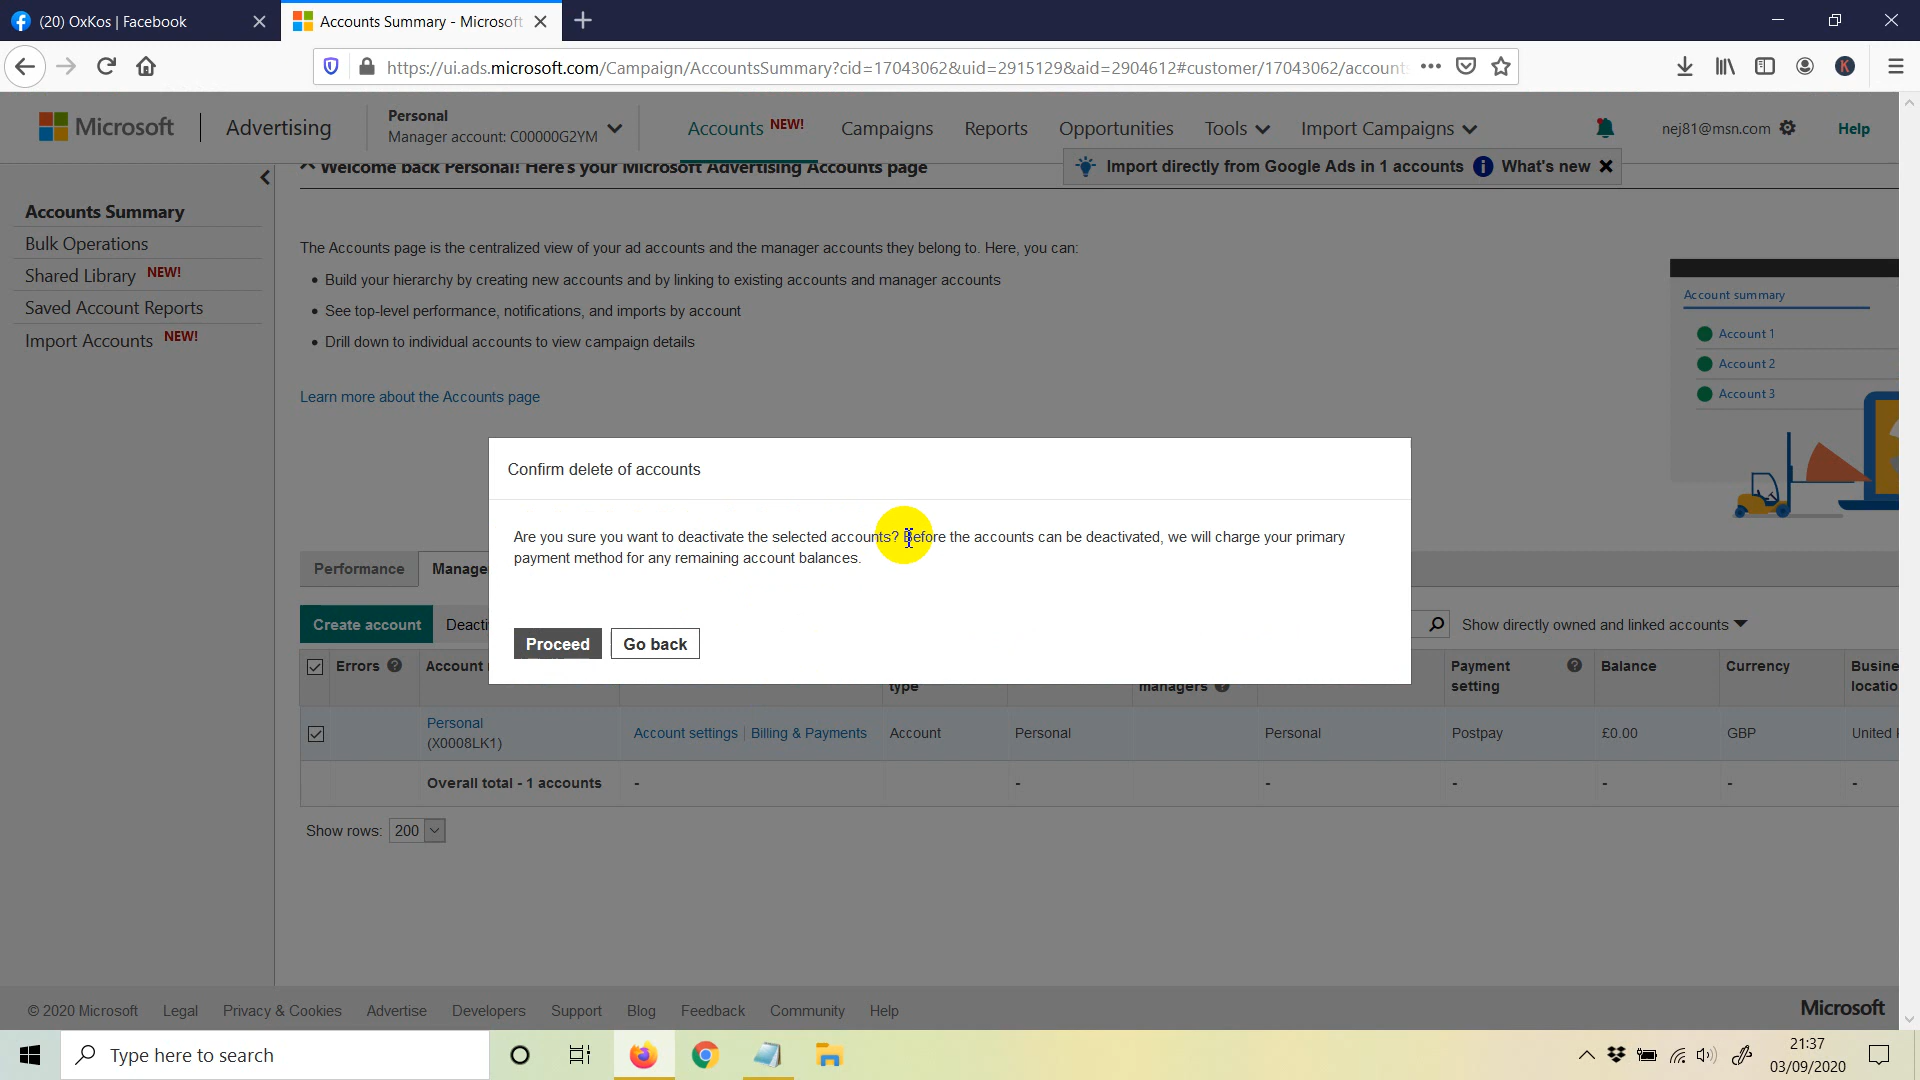 (20) OxKos | Facebook
Accounts Summary - Microsoft
https://ui.ads.microsoft.com/Campaign/AccountsSummary?cid=17043062&uid=2915129&aid=2904612#customer/17043062/account
Microsoft
Advertising
Personal
Manager account: C00000G2YM
Accounts NEW!
Campaigns
Reports
Opportunities
Tools
Import Campaigns
nej81@msn.com
Help
Welcome back Personal! Here's your Microsoft Advertising Accounts page
Import directly from Google Ads in 1 accounts
What's new
Accounts Summary
Bulk Operations
Shared Library NEW!
Saved Account Reports
Import Accounts NEW!
The Accounts page is the centralized view of your ad accounts and the manager accounts they belong to. Here, you can:
• Build your hierarchy by creating new accounts and by linking to existing accounts and manager accounts
• See top-level performance, notifications, and imports by account
• Drill down to individual accounts to view campaign details
Learn more about the Accounts page
Account summary
Account 1
Account 2
Account 3
Confirm delete of accounts
Are you sure you want to deactivate the selected accounts? Before the accounts can be deactivated, we will charge your primary
payment method for any remaining account balances.
Proceed
Go back
Performance
Manage
Create account
Deacti
Show directly owned and linked accounts
Errors
Account
type
managers
Payment
setting
Balance
Currency
Busine
locatio
Personal
(X0008LK1)
Account settings | Billing & Payments
Account
Personal
Personal
Postpay
£0.00
GBP
United
Overall total - 1 accounts
-
-
-
-
-
-
-
Show rows: 200
© 2020 Microsoft
Legal
Privacy & Cookies
Advertise
Developers
Support
Blog
Feedback
Community
Help
Microsoft
Type here to search
21:37
03/09/2020